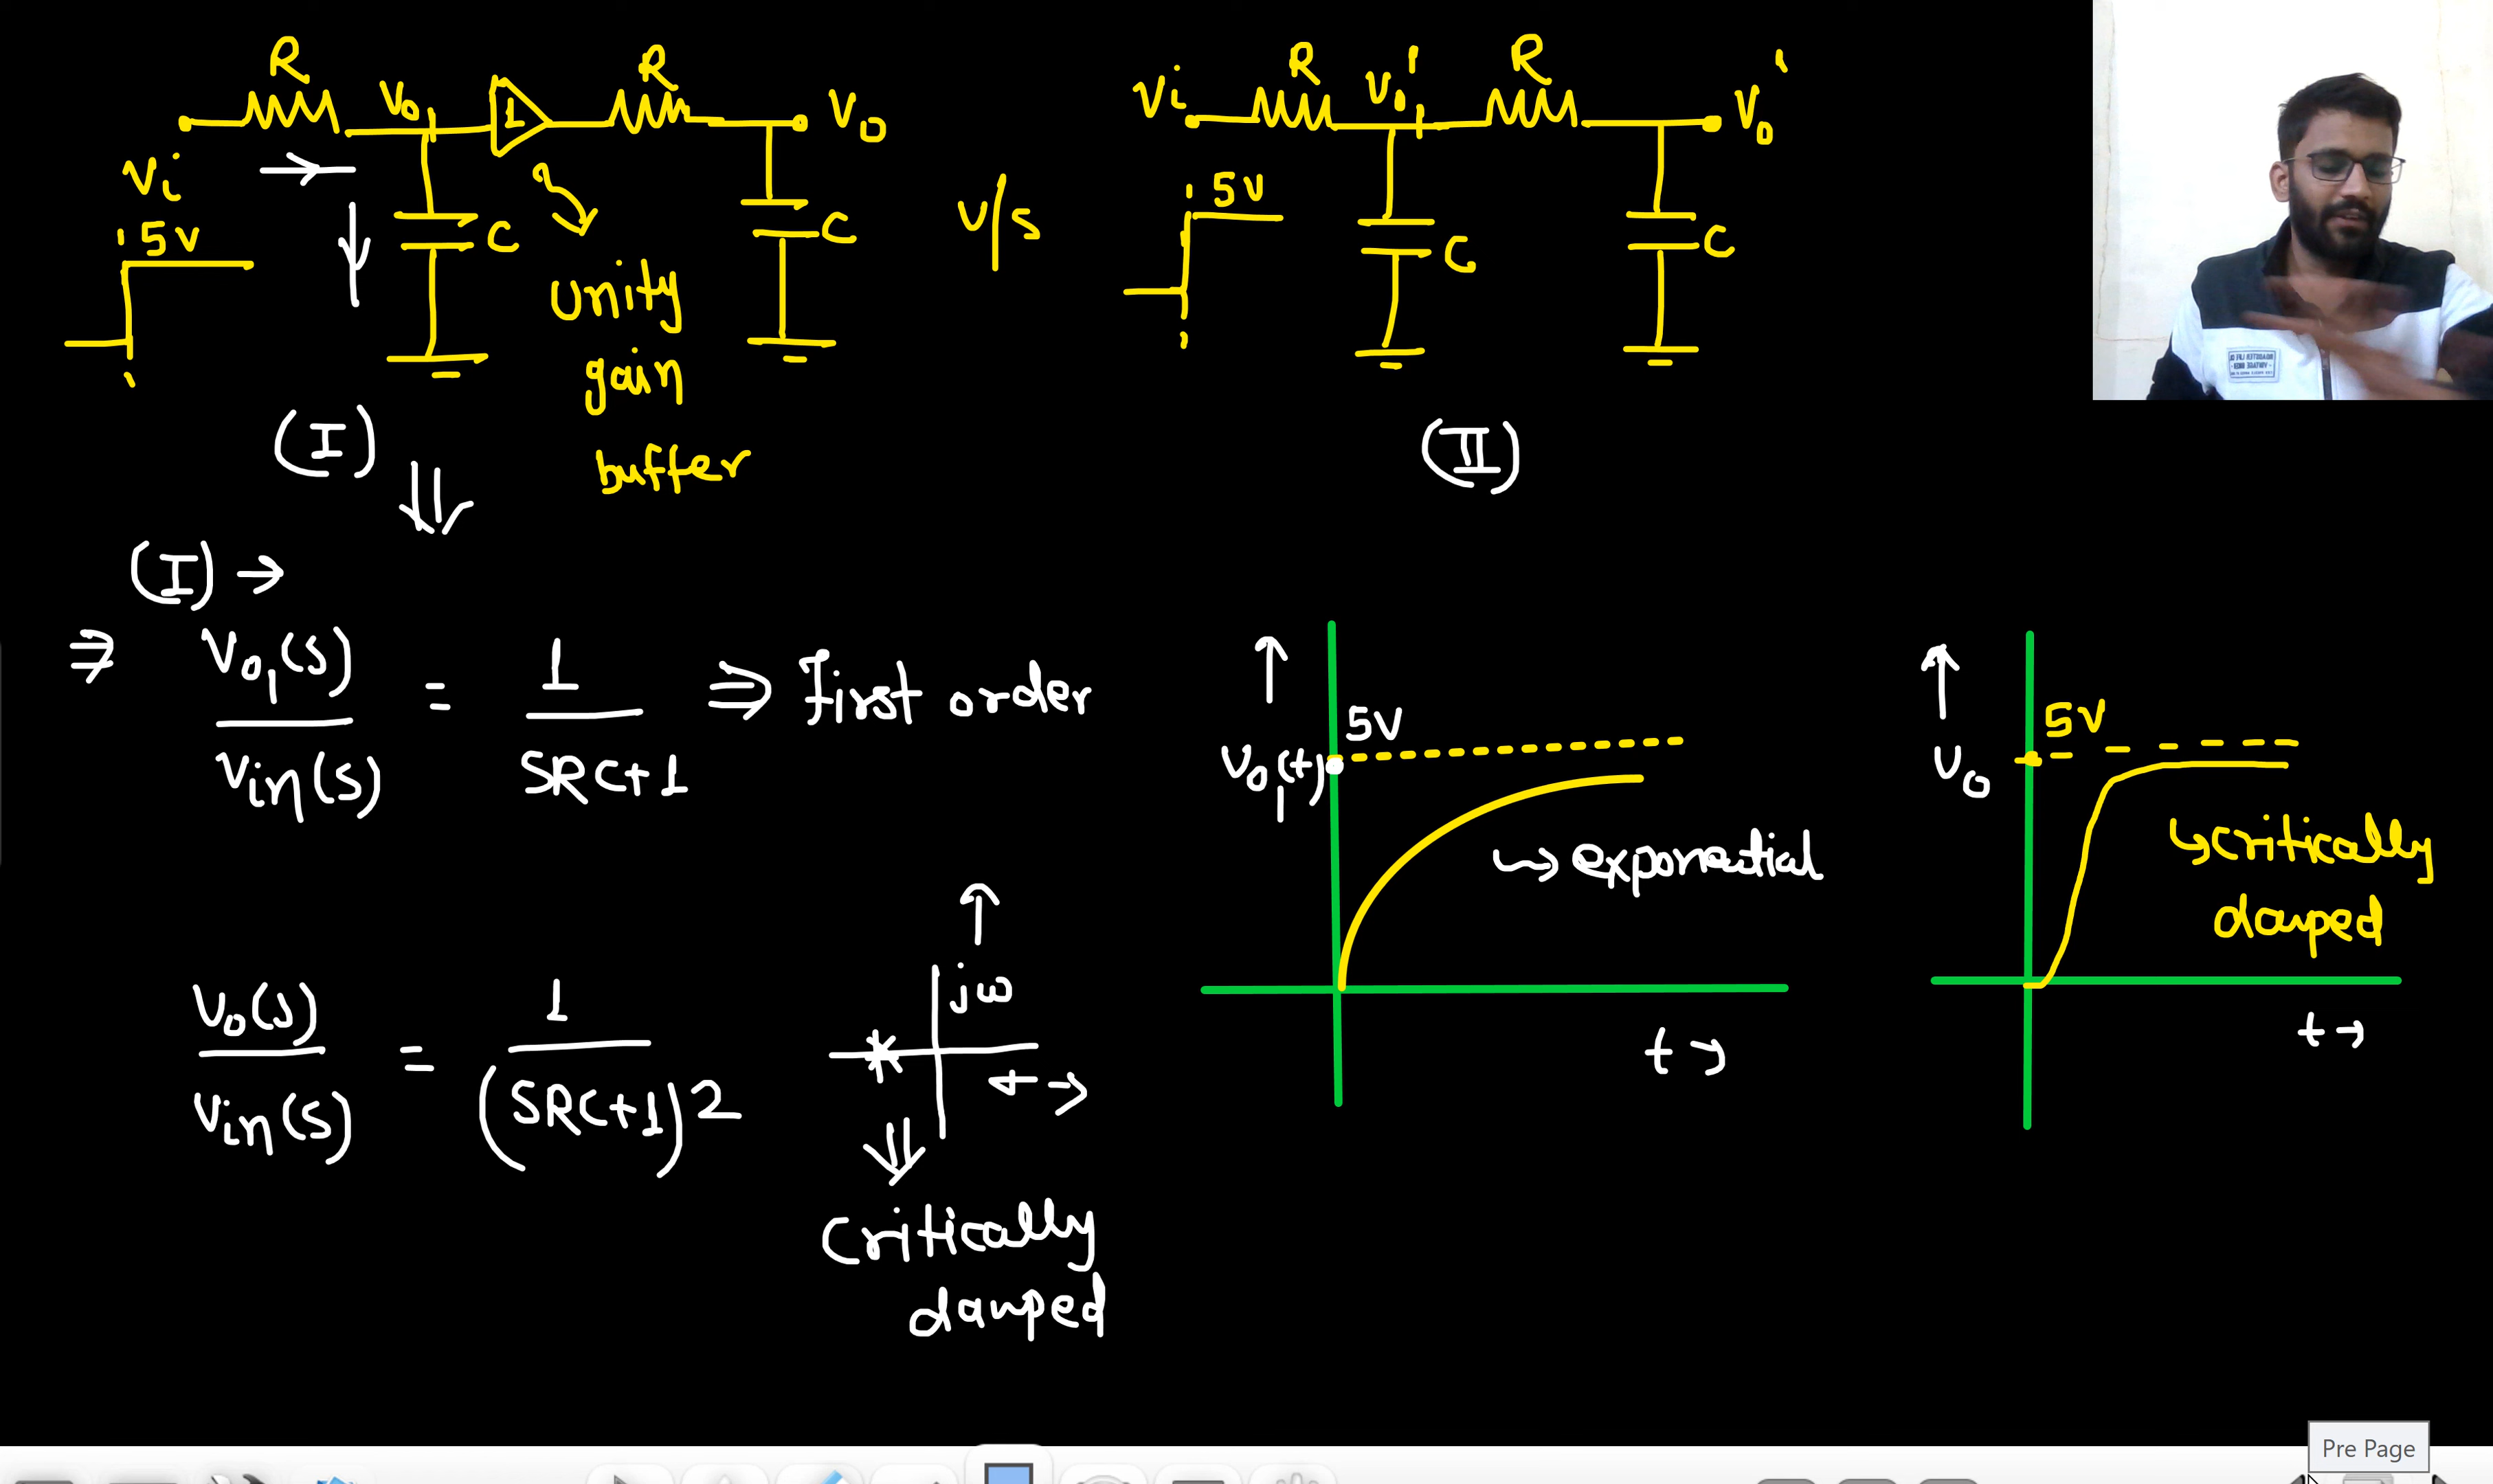 R
Vo1
1
R
Vo
Vi
5V
C
C
Unity
gain
buffer
(I)
V/s
Vi
R
Vo1'
R
Vo'
5V
C
C
(II)
(I) →
⇒ Vo1(s) / Vin(s) = 1 / SRC+1 ⇒ First order
Vo(s) / Vin(s) = 1 / (SRC+1)2
jω
Critically
damped
5V
Vo1(t)
exponential
t →
5V
Vo
critically
damped
t →
Pre Page